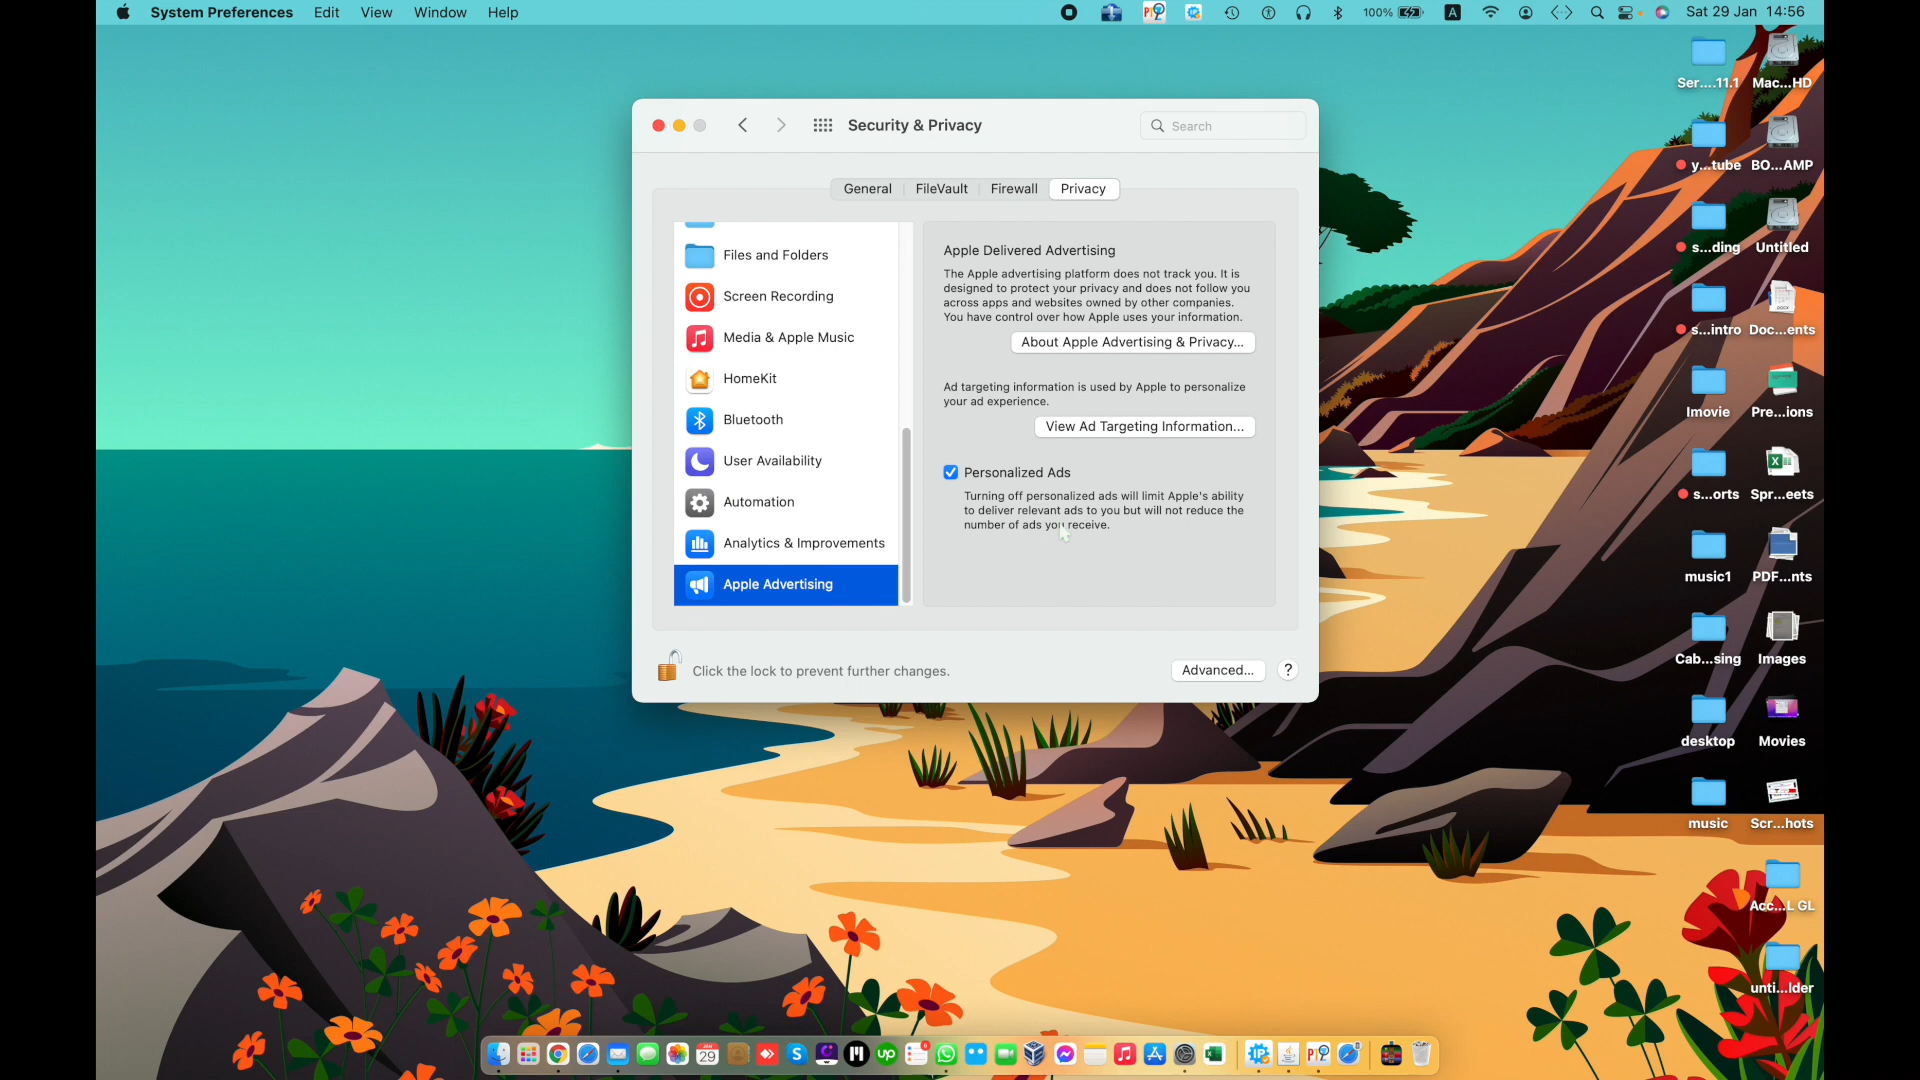 System Preferences Edit View Window Help
100% A Sat 29 Jan 14:56
Security & Privacy
Search
General FileVault Firewall Privacy
Files and Folders
Screen Recording
Media & Apple Music
HomeKit
Bluetooth
User Availability
Automation
Analytics & Improvements
Apple Advertising
Apple Delivered Advertising
The Apple advertising platform does not track you. It is
designed to protect your privacy and does not follow you
across apps and websites owned by other companies.
You have control over how Apple uses your information.
About Apple Advertising & Privacy...
Ad targeting information is used by Apple to personalize
your ad experience.
View Ad Targeting Information...
Personalized Ads
Turning off personalized ads will limit Apple's ability
to deliver relevant ads to you but will not reduce the
number of ads you receive.
Click the lock to prevent further changes.
Advanced... ?
Ser....11.1 Mac...HD
y...tube BO...AMP
s...ding Untitled
s...intro Doc...ents
Imovie Pre...ions
s...orts Spr...eets
music1 PDF...nts
Cab...sing Images
desktop Movies
music Scr...hots
Acc...L GL
unti...lder
JAN
29